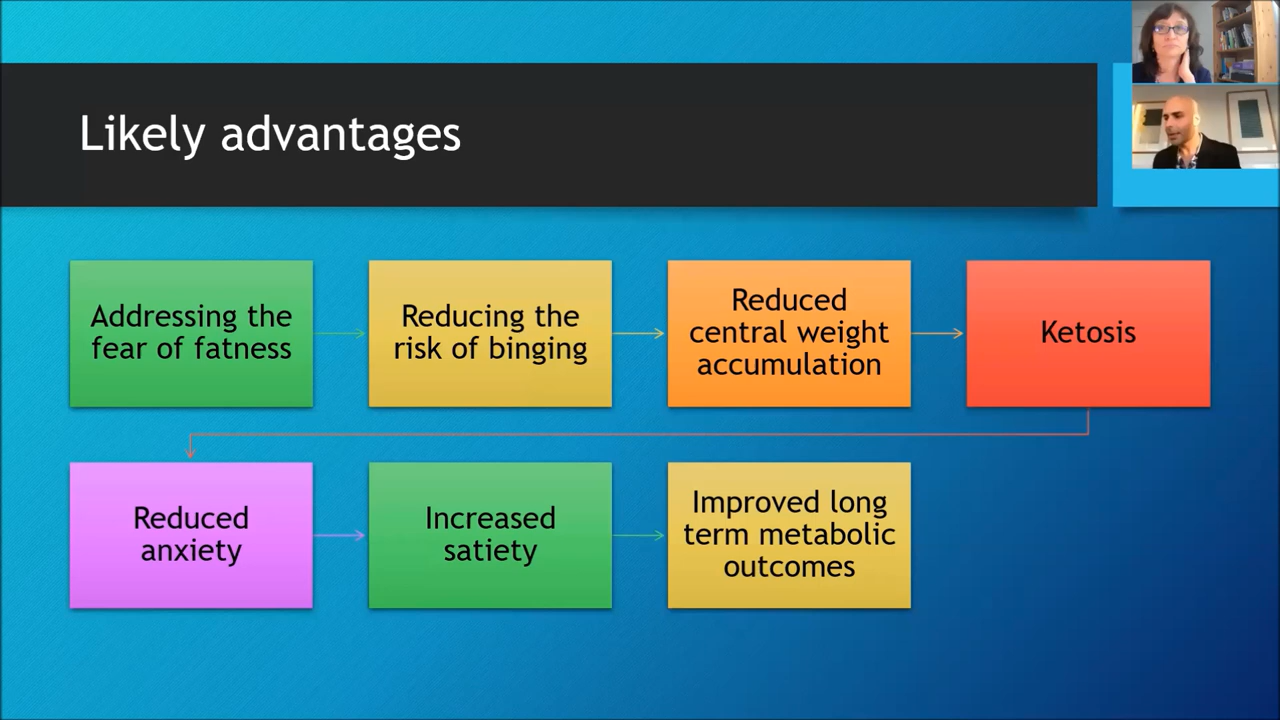 Likely advantages
Addressing the
fear of fatness
Reducing the
risk of binging
Reduced
central weight
accumulation
Ketosis
Reduced
anxiety
Increased
satiety
Improved long
term metabolic
outcomes